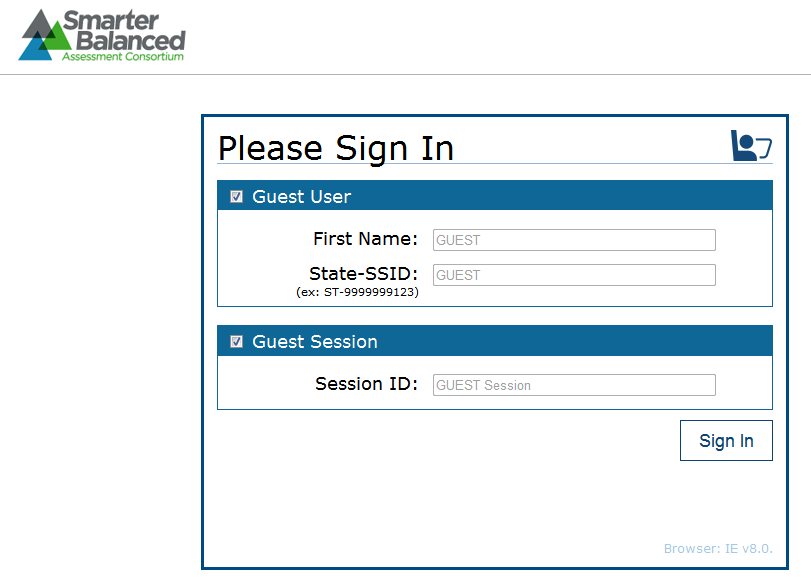 Smarter
Balanced
Assessment Consortium
Please Sign In
Guest User
First Name: GUEST
State-SSID: GUEST
(ex: ST-9999999123)
Guest Session
Session ID: GUEST Session
Sign In
Browser: IE v8.0.